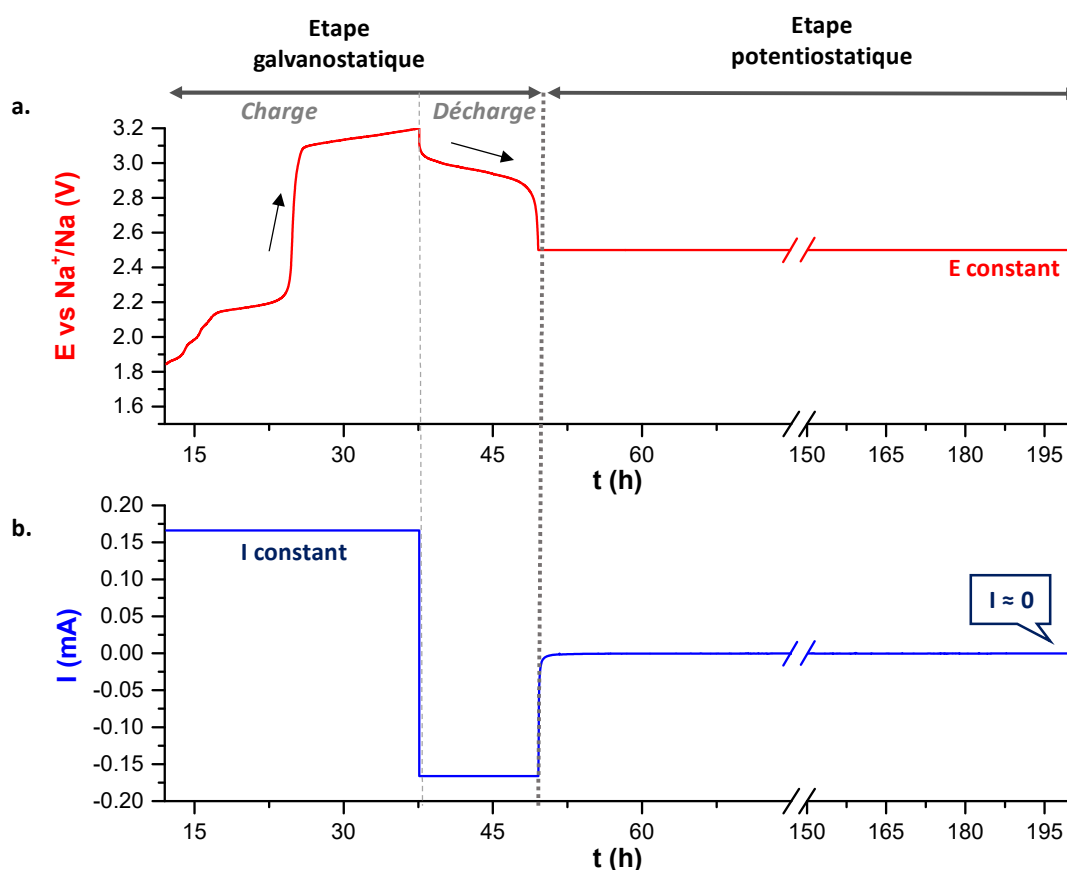 Etape
galvanostatique
Etape
potentiostatique
a.
Charge
Décharge
E vs Na⁺/Na (V)
3.2
3.0
2.8
2.6
2.4
2.2
2.0
1.8
1.6
E constant
15 30 45 60 150 165 180 195
t (h)
b.
I (mA)
0.20
0.15
0.10
0.05
0.00
-0.05
-0.10
-0.15
-0.20
I constant
I ≈ 0
15 30 45 60 150 165 180 195
t (h)